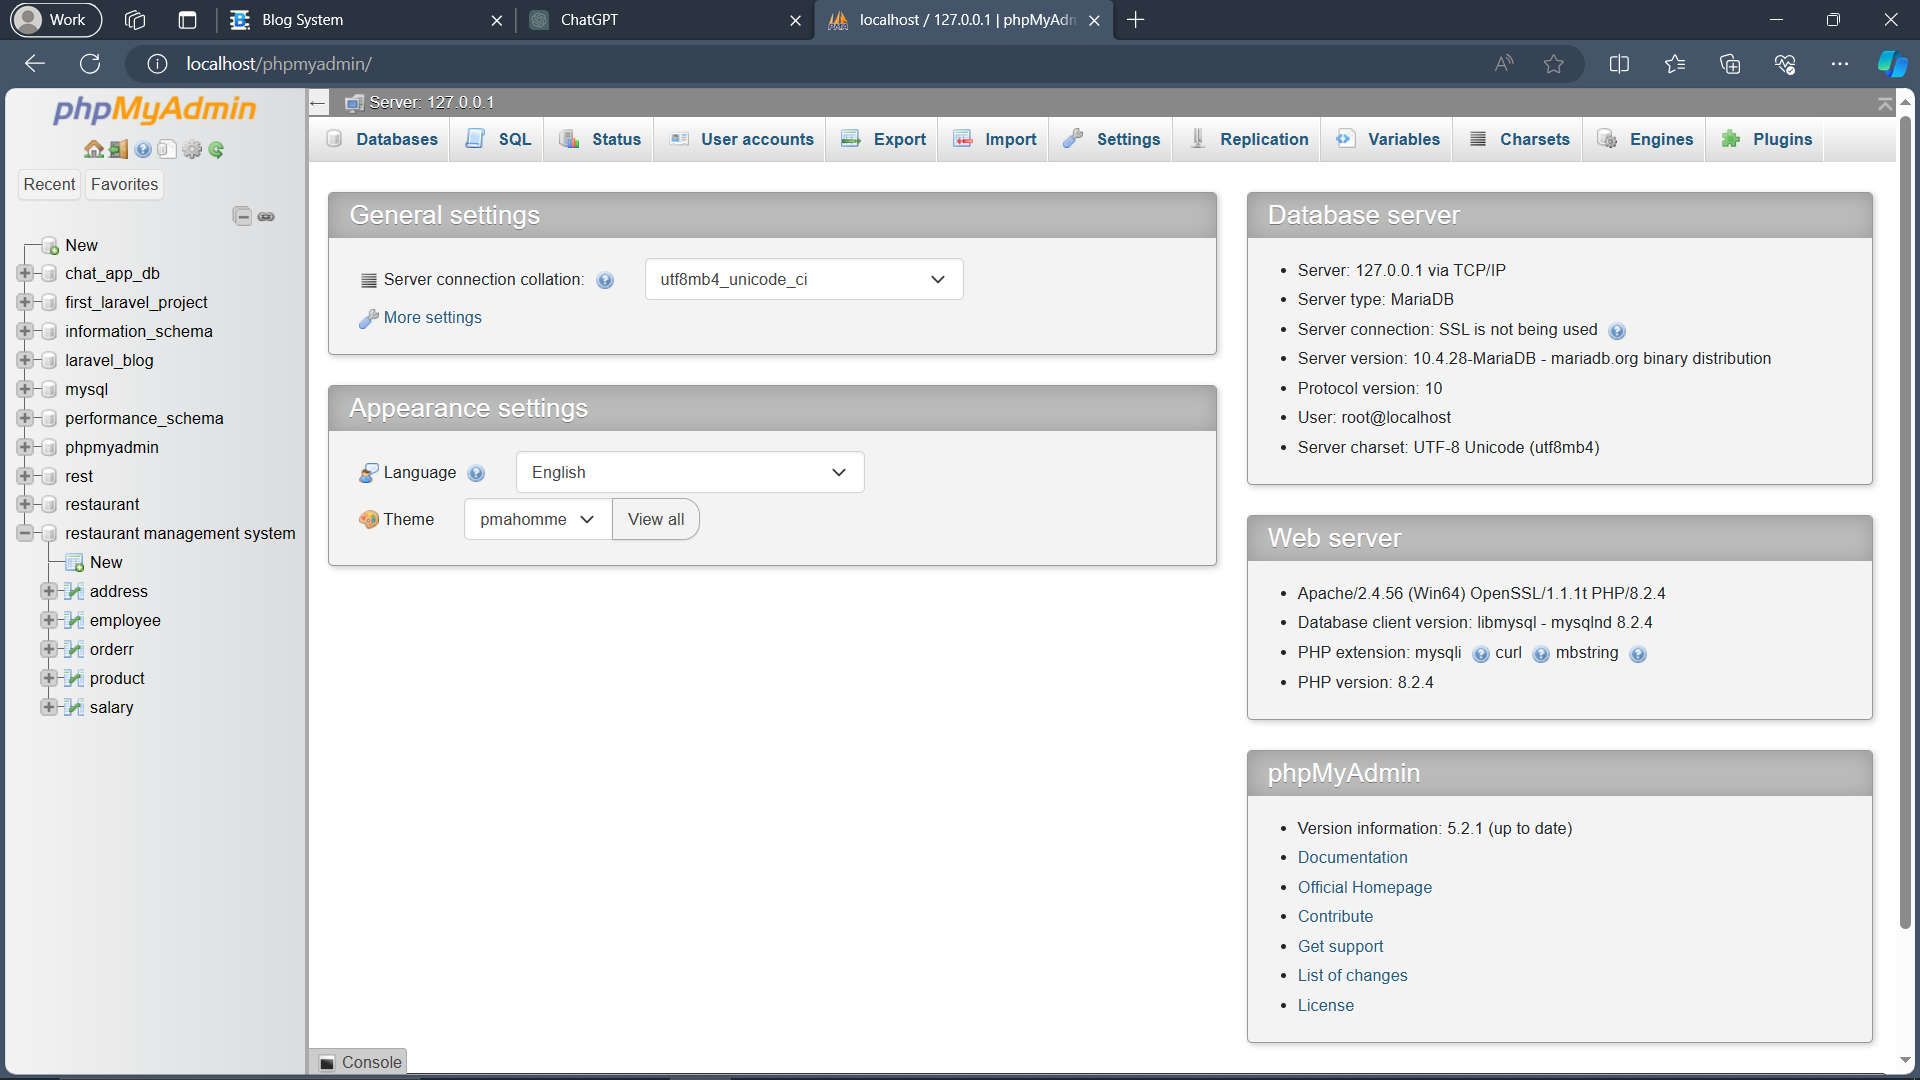 Work
Blog System
ChatGPT
localhost / 127.0.0.1 | phpMyAdm
localhost/phpmyadmin/
phpMyAdmin
Recent
Favorites
New
chat_app_db
first_laravel_project
information_schema
laravel_blog
mysql
performance_schema
phpmyadmin
rest
restaurant
restaurant management system
New
address
employee
orderr
product
salary
Server: 127.0.0.1
Databases
SQL
Status
User accounts
Export
Import
Settings
Replication
Variables
Charsets
Engines
Plugins
General settings
Server connection collation:
utf8mb4_unicode_ci
More settings
Appearance settings
Language
English
Theme
pmahomme
View all
Database server
Server: 127.0.0.1 via TCP/IP
Server type: MariaDB
Server connection: SSL is not being used
Server version: 10.4.28-MariaDB - mariadb.org binary distribution
Protocol version: 10
User: root@localhost
Server charset: UTF-8 Unicode (utf8mb4)
Web server
Apache/2.4.56 (Win64) OpenSSL/1.1.1t PHP/8.2.4
Database client version: libmysql - mysqlnd 8.2.4
PHP extension: mysqli curl mbstring
PHP version: 8.2.4
phpMyAdmin
Version information: 5.2.1 (up to date)
Documentation
Official Homepage
Contribute
Get support
List of changes
License
Console